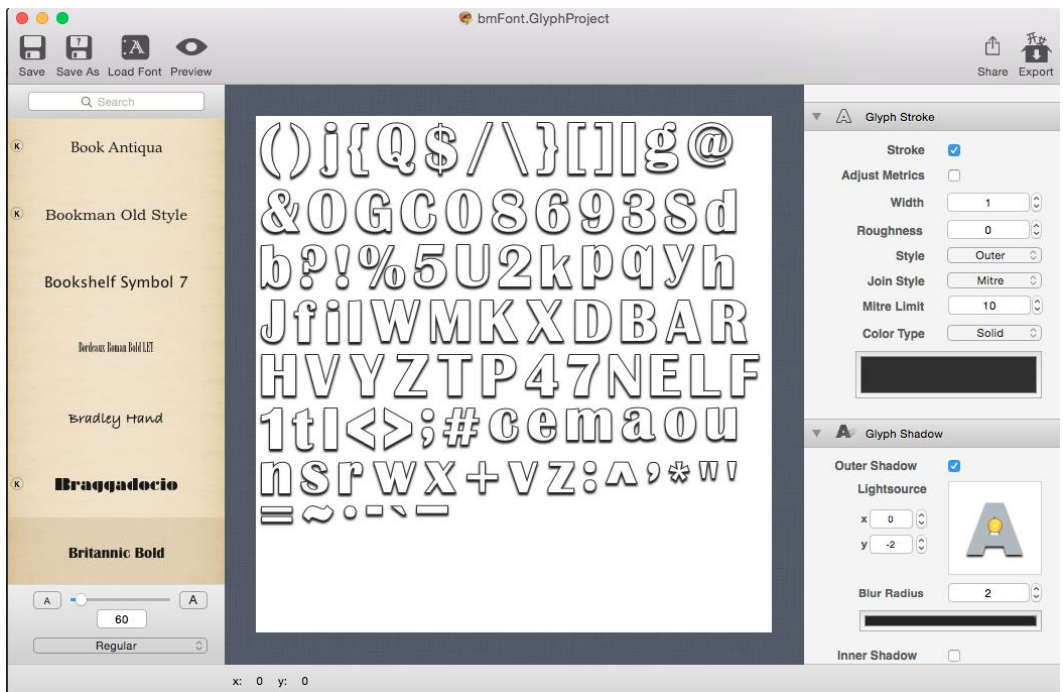 bmFont.GlyphProject
Save Save As Load Font Preview Share Export
Search
K Book Antiqua
K Bookman Old Style
Bookshelf Symbol 7
Bordeaux Roman Bold LET
Bradley Hand
K Braggadocio
Britannic Bold
A A
60
Regular
()j{Q$/\}[]|g@
&OGC08693Sd
b?!%5U2kpqyh
JfilWMKXDBAR
HVYZTP47NELF
1tI<>;#cemaou
nsrwx+vz:^,*"'
=~.-`_
Glyph Stroke
Stroke
Adjust Metrics
Width 1
Roughness 0
Style Outer
Join Style Mitre
Mitre Limit 10
Color Type Solid
Glyph Shadow
Outer Shadow
Lightsource
x 0
y -2
Blur Radius 2
Inner Shadow
x: 0 y: 0